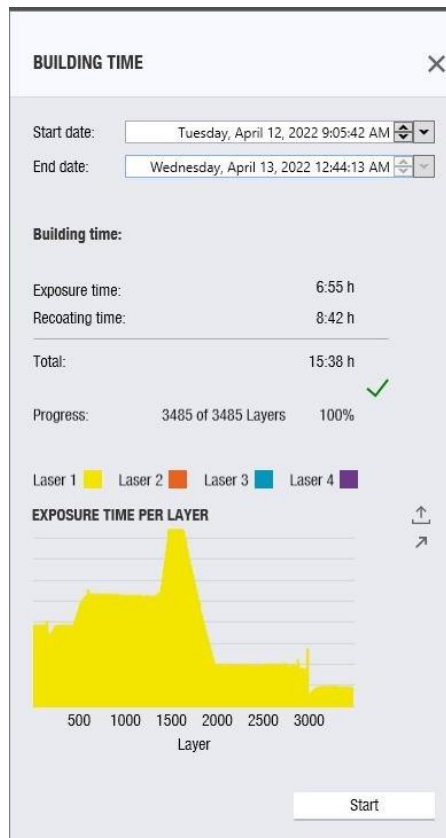 BUILDING TIME
Start date: Tuesday, April 12, 2022 9:05:42 AM
End date: Wednesday, April 13, 2022 12:44:13 AM
Building time:
Exposure time: 6:55 h
Recoating time: 8:42 h
Total: 15:38 h
Progress: 3485 of 3485 Layers 100%
Laser 1 Laser 2 Laser 3 Laser 4
EXPOSURE TIME PER LAYER
500 1000 1500 2000 2500 3000
Layer
Start